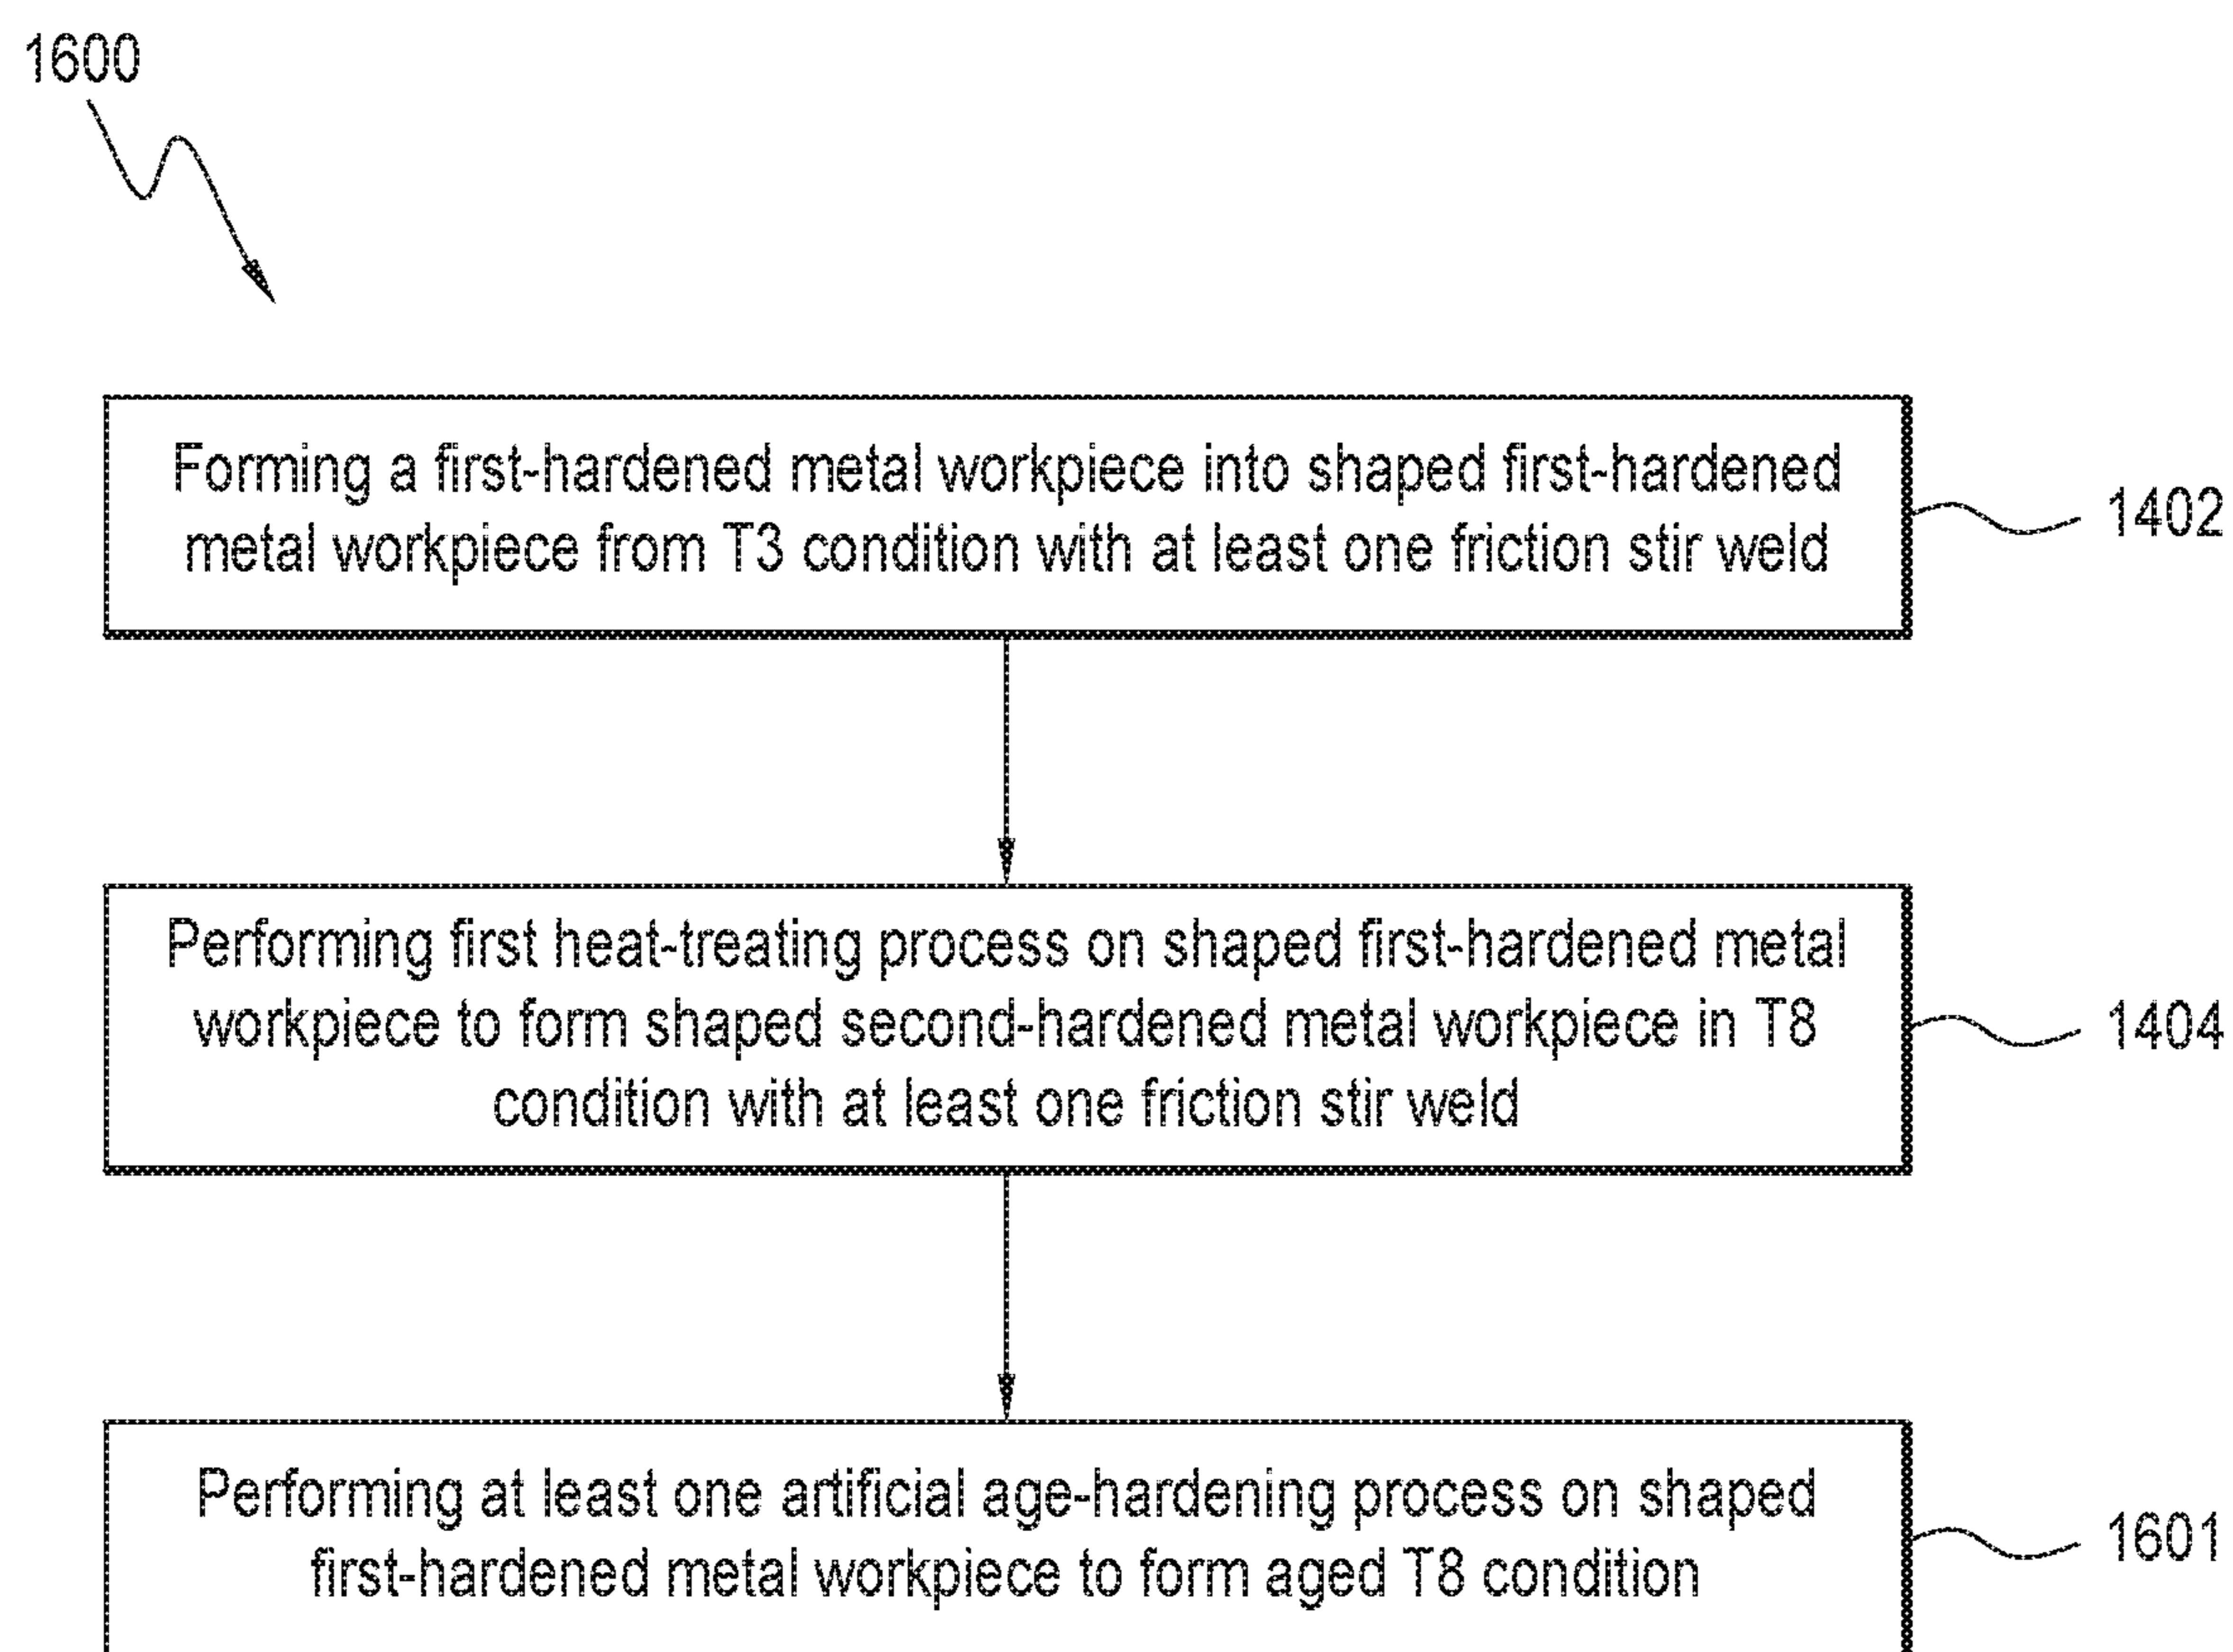 1600
Forming a first-hardened metal workpiece into shaped first-hardened
metal workpiece from T3 condition with at least one friction stir weld
1402
Performing first heat-treating process on shaped first-hardened metal
workpiece to form shaped second-hardened metal workpiece in T8
condition with at least one friction stir weld
1404
Performing at least one artificial age-hardening process on shaped
first-hardened metal workpiece to form aged T8 condition
1601